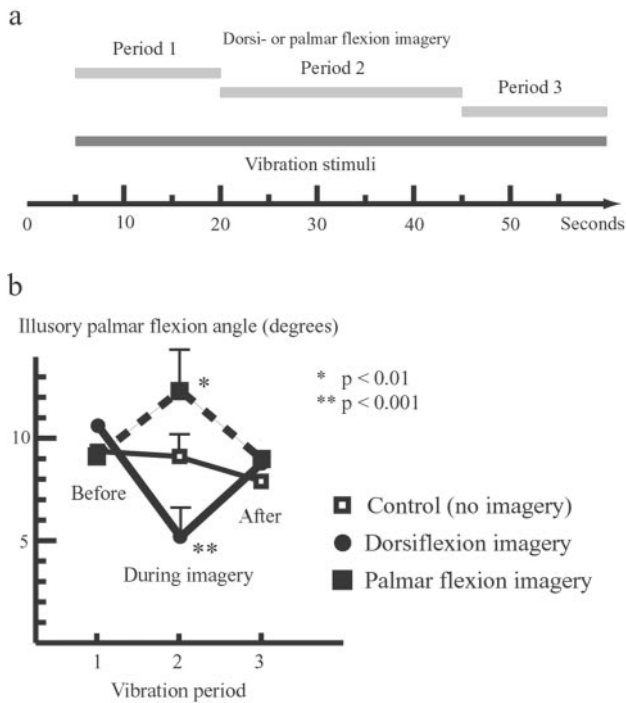 a
Dorsi- or palmar flexion imagery
Period 1
Period 2
Period 3
Vibration stimuli
0 10 20 30 40 50 Seconds
b
Illusory palmar flexion angle (degrees)
* p < 0.01
** p < 0.001
*
10
Before
After
5
**
During imagery
Control (no imagery)
Dorsiflexion imagery
Palmar flexion imagery
1 2 3
Vibration period